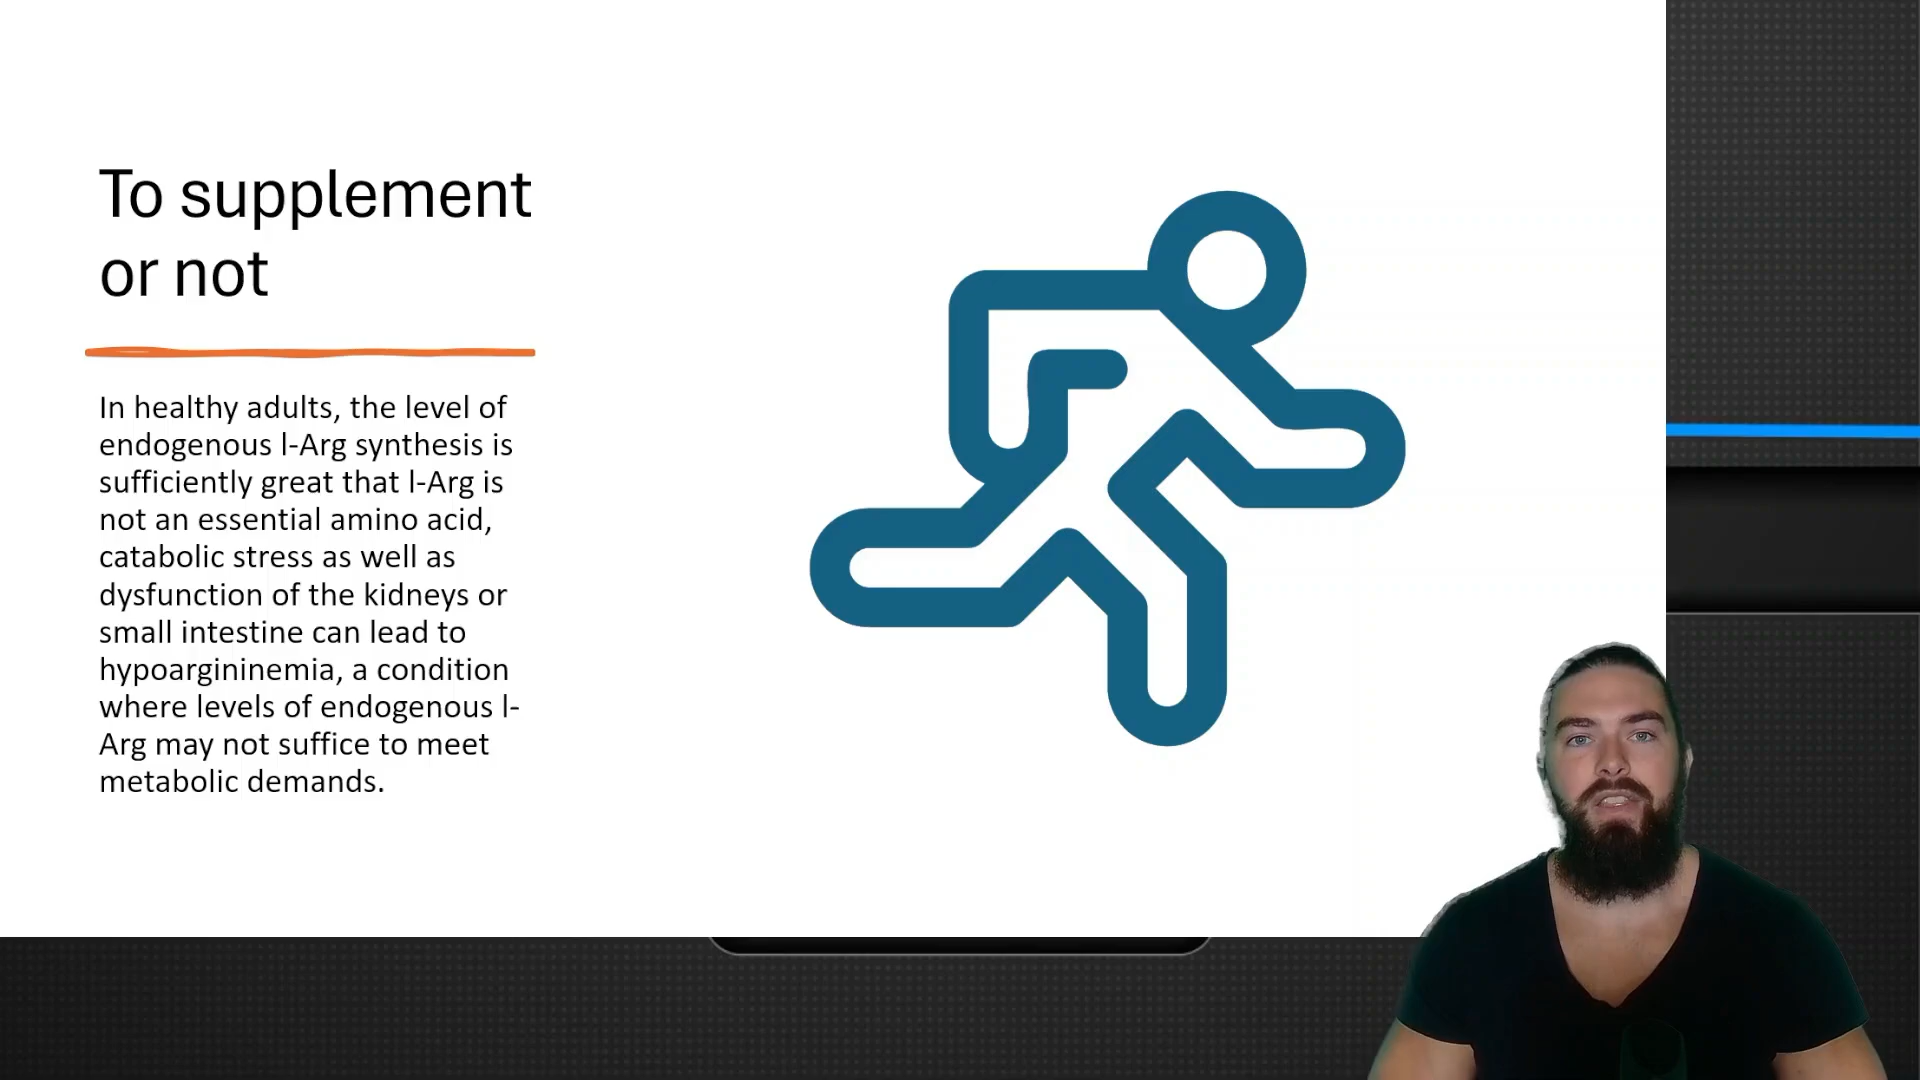 To supplement
or not
In healthy adults, the level of
endogenous l-Arg synthesis is
sufficiently great that l-Arg is
not an essential amino acid,
catabolic stress as well as
dysfunction of the kidneys or
small intestine can lead to
hypoargininemia, a condition
where levels of endogenous l-
Arg may not suffice to meet
metabolic demands.